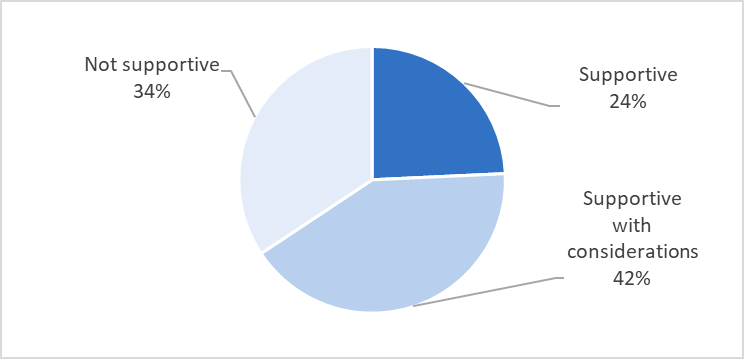 Not supportive
34%
Supportive
24%
Supportive
with
considerations
42%